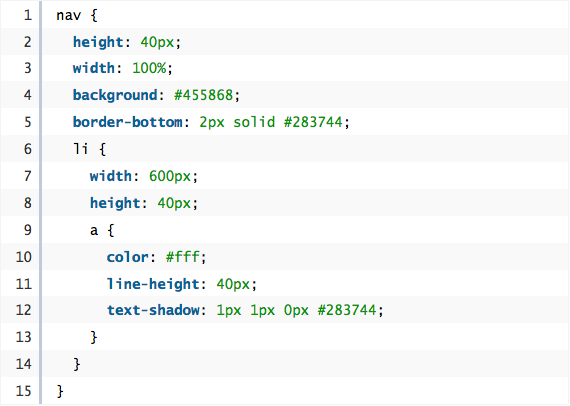 1 nav {
2   height: 40px;
3   width: 100%;
4   background: #455868;
5   border-bottom: 2px solid #283744;
6   li {
7     width: 600px;
8     height: 40px;
9     a {
10       color: #fff;
11       line-height: 40px;
12       text-shadow: 1px 1px 0px #283744;
13     }
14   }
15 }